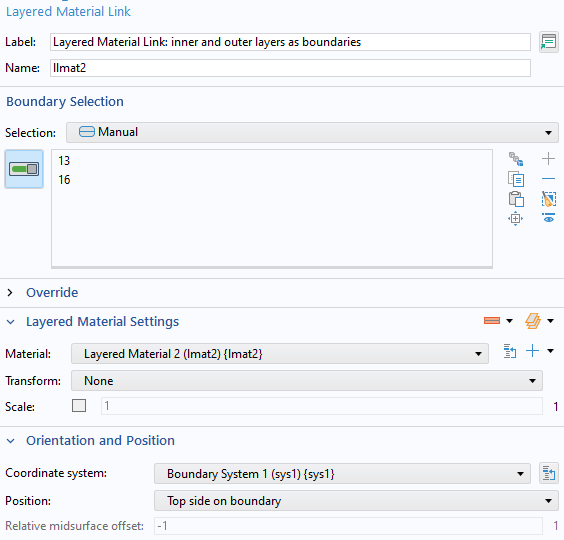 Layered Material Link
Label: Layered Material Link: inner and outer layers as boundaries
Name: llmat2
Boundary Selection
Selection: Manual
13
16
Override
Layered Material Settings
Material: Layered Material 2 (lmat2) {lmat2}
Transform: None
Scale: 1 1
Orientation and Position
Coordinate system: Boundary System 1 (sys1) {sys1}
Position: Top side on boundary
Relative midsurface offset: -1 1